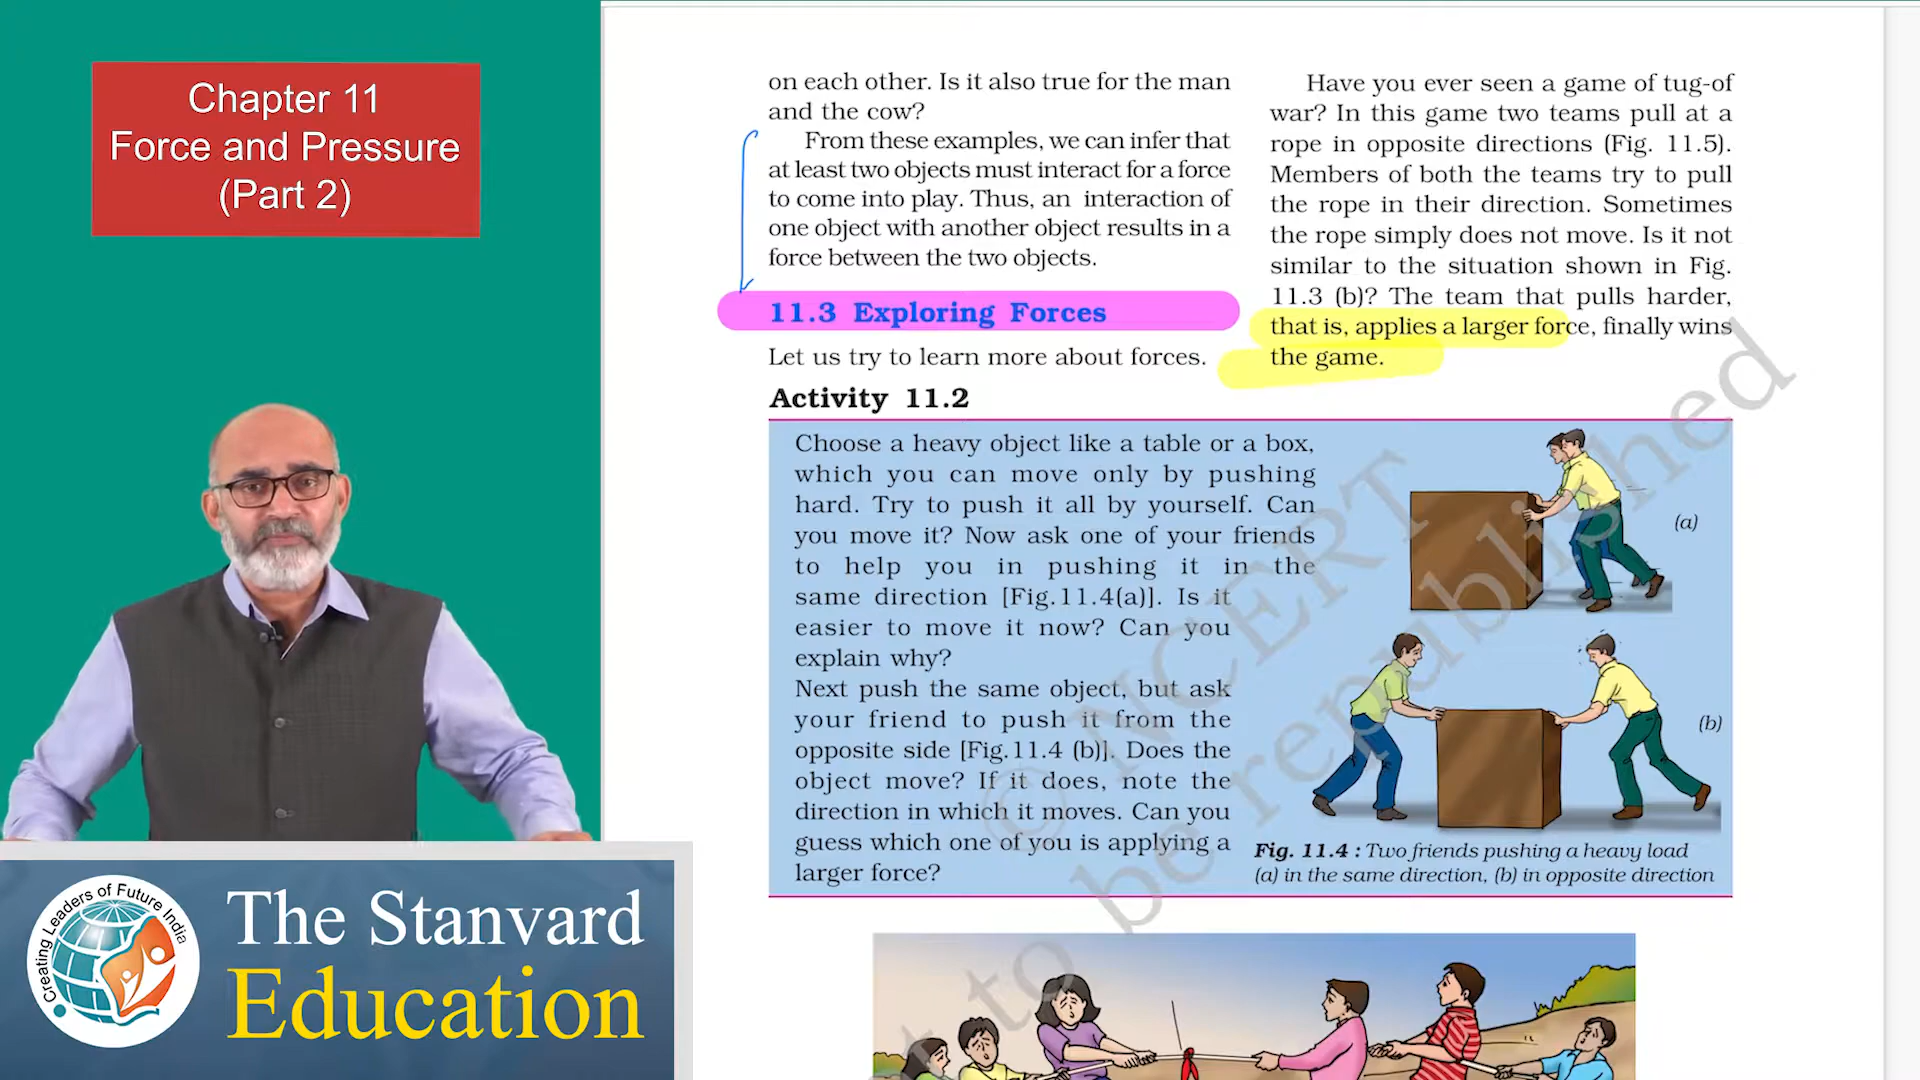 Chapter 11
Force and Pressure
(Part 2)
on each other. Is it also true for the man
and the cow?
From these examples, we can infer that
at least two objects must interact for a force
to come into play. Thus, an interaction of
one object with another object results in a
force between the two objects.
11.3 Exploring Forces
Let us try to learn more about forces.
Have you ever seen a game of tug-of
war? In this game two teams pull at a
rope in opposite directions (Fig. 11.5).
Members of both the teams try to pull
the rope in their direction. Sometimes
the rope simply does not move. Is it not
similar to the situation shown in Fig.
11.3 (b)? The team that pulls harder,
that is, applies a larger force, finally wins
the game.
Activity 11.2
Choose a heavy object like a table or a box,
which you can move only by pushing
hard. Try to push it all by yourself. Can
you move it? Now ask one of your friends
to help you in pushing it in the
same direction [Fig.11.4(a)]. Is it
easier to move it now? Can you
explain why?
Next push the same object, but ask
your friend to push it from the
opposite side [Fig.11.4 (b)]. Does the
object move? If it does, note the
direction in which it moves. Can you
guess which one of you is applying a
larger force?
(a)
(b)
Fig. 11.4 : Two friends pushing a heavy load
(a) in the same direction, (b) in opposite direction
© NCERT
to be republished
Creating Leaders of Future India
The Stanvard
Education